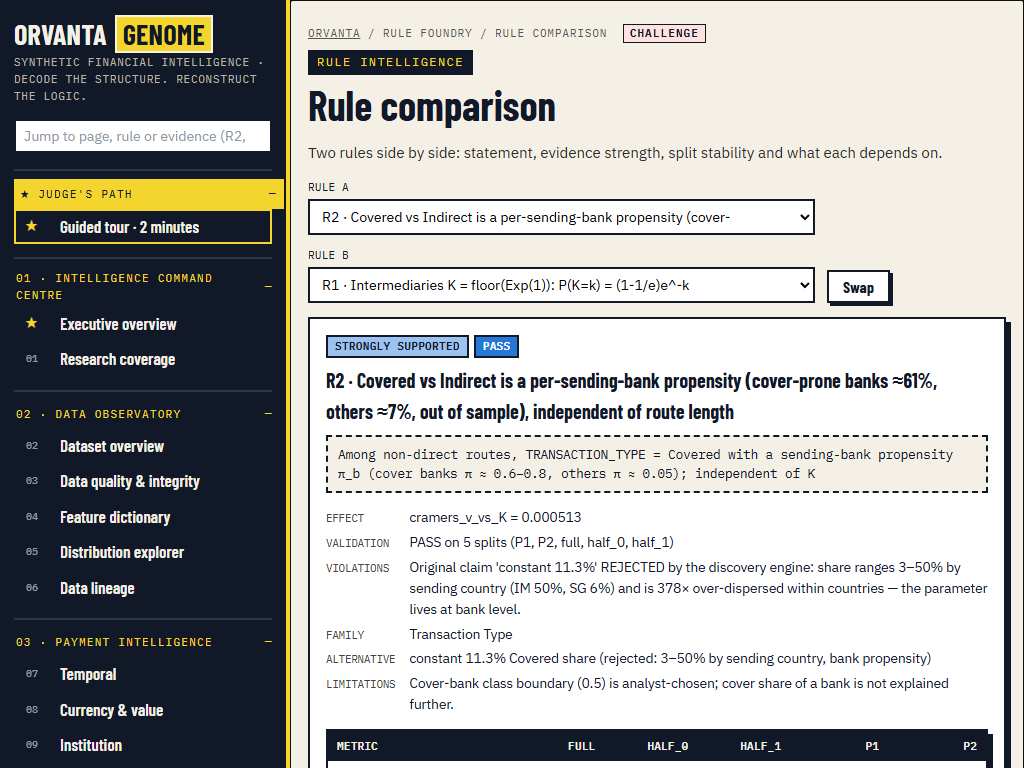 ORVANTA GENOME
SYNTHETIC FINANCIAL INTELLIGENCE ·
DECODE THE STRUCTURE. RECONSTRUCT
THE LOGIC.
Jump to page, rule or evidence (R2,
★ JUDGE'S PATH −
★ Guided tour · 2 minutes
01 · INTELLIGENCE COMMAND
CENTRE −
★ Executive overview
01 Research coverage
02 · DATA OBSERVATORY −
02 Dataset overview
03 Data quality & integrity
04 Feature dictionary
05 Distribution explorer
06 Data lineage
03 · PAYMENT INTELLIGENCE −
07 Temporal
08 Currency & value
09 Institution
ORVANTA / RULE FOUNDRY / RULE COMPARISON CHALLENGE
RULE INTELLIGENCE
Rule comparison
Two rules side by side: statement, evidence strength, split stability and what each depends on.
RULE A
R2 · Covered vs Indirect is a per-sending-bank propensity (cover-
RULE B
R1 · Intermediaries K = floor(Exp(1)): P(K=k) = (1-1/e)e^-k
Swap
STRONGLY SUPPORTED PASS
R2 · Covered vs Indirect is a per-sending-bank propensity (cover-prone banks ≈61%,
others ≈7%, out of sample), independent of route length
Among non-direct routes, TRANSACTION_TYPE = Covered with a sending-bank propensity
π_b (cover banks π ≈ 0.6–0.8, others π ≈ 0.05); independent of K
EFFECT cramers_v_vs_K = 0.000513
VALIDATION PASS on 5 splits (P1, P2, full, half_0, half_1)
VIOLATIONS Original claim 'constant 11.3%' REJECTED by the discovery engine: share ranges 3–50% by
sending country (IM 50%, SG 6%) and is 378× over-dispersed within countries — the parameter
lives at bank level.
FAMILY Transaction Type
ALTERNATIVE constant 11.3% Covered share (rejected: 3–50% by sending country, bank propensity)
LIMITATIONS Cover-bank class boundary (0.5) is analyst-chosen; cover share of a bank is not explained
further.
METRIC FULL HALF_0 HALF_1 P1 P2